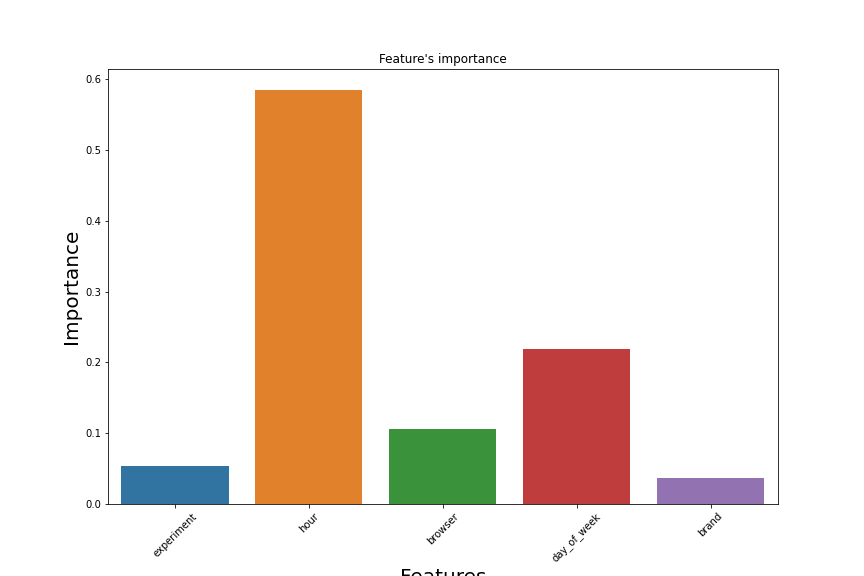 Feature's importance
0.6
0.5
0.4
0.3
0.2
0.1
0.0
Importance
experiment
hour
browser
day_of_week
brand
Features